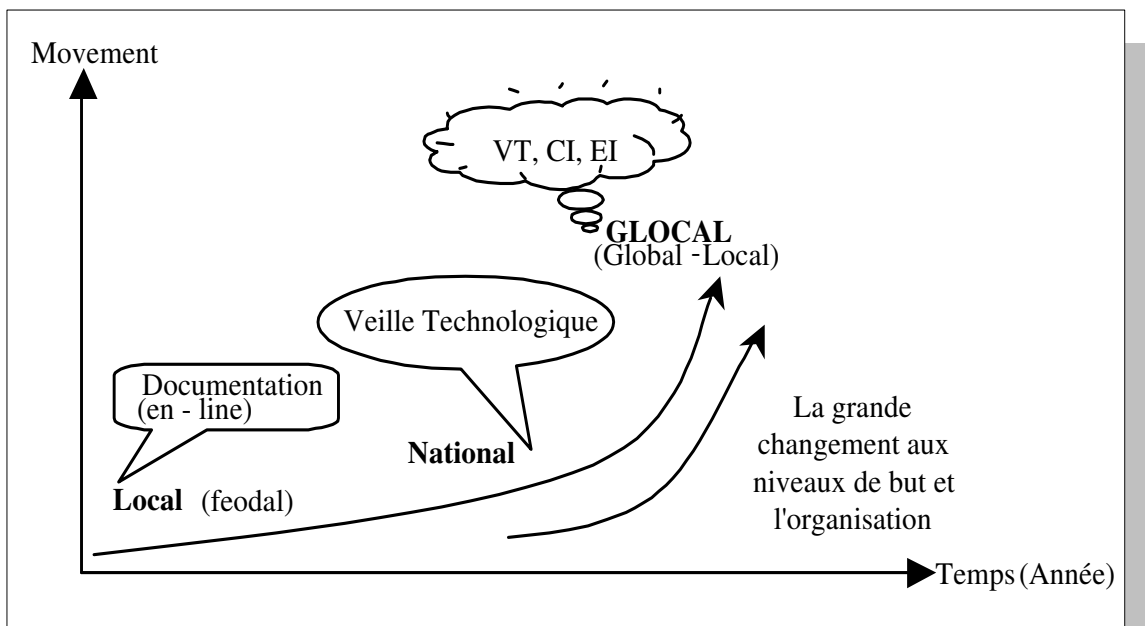 Movement
VT, CI, EI
GLOCAL
(Global -Local)
Veille Technologique
Documentation
(en - line)
National
Local (feodal)
La grande
changement aux
niveaux de but et
l'organisation
Temps (Année)